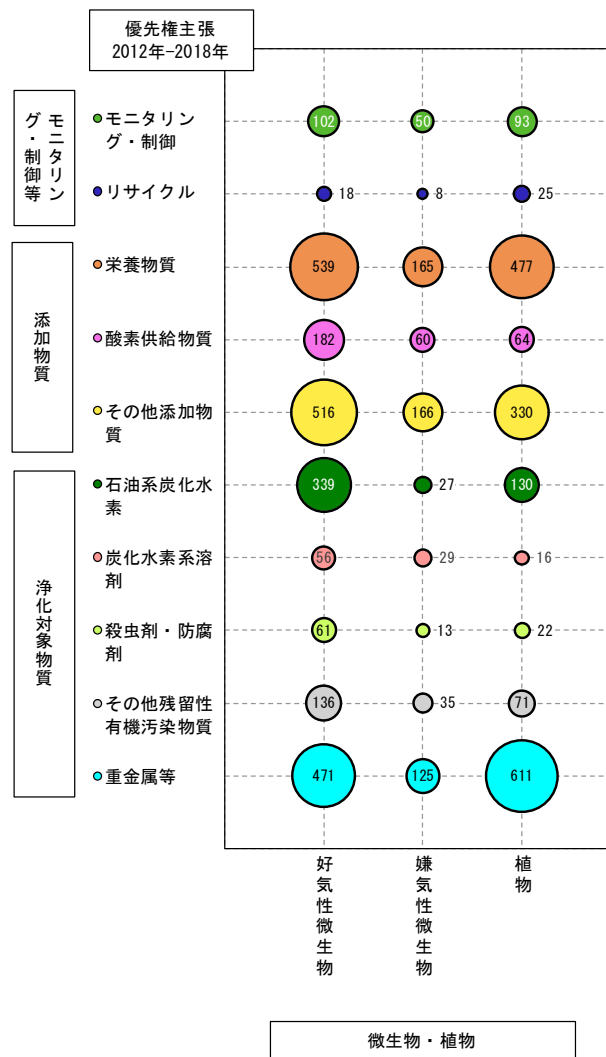 優先権主張
2012年-2018年
モニタリン
グ・制御等
モニタリン
グ・制御
102
50
93
リサイクル
18
8
25
添加物質
栄養物質
539
165
477
酸素供給物質
182
60
64
その他添加物
質
516
166
330
浄化対象物質
石油系炭化水
素
339
27
130
炭化水素系溶
剤
56
29
16
殺虫剤・防腐
剤
61
13
22
その他残留性
有機汚染物質
136
35
71
重金属等
471
125
611
好気性微生物
嫌気性微生物
植物
微生物・植物